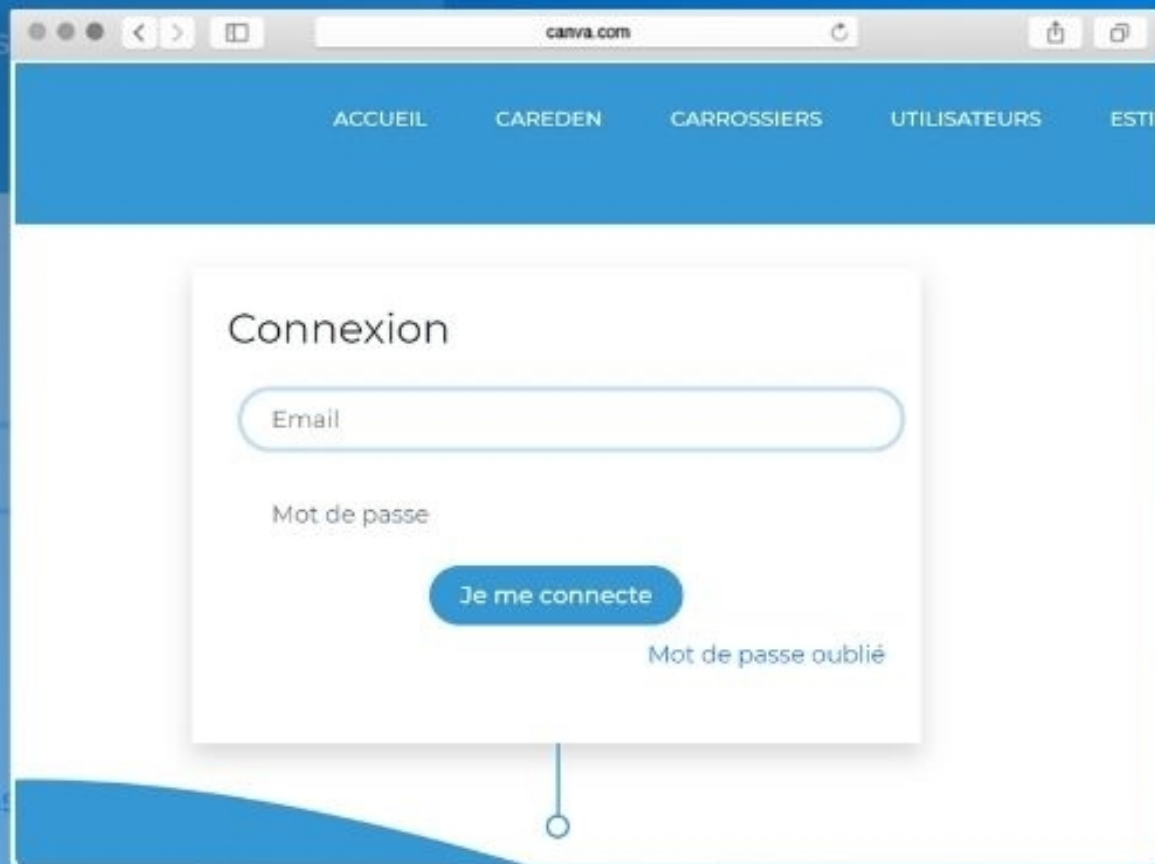 canva.com
ACCUEIL CAREDEN CARROSSIERS UTILISATEURS ESTI
Connexion
Email
Mot de passe
Je me connecte
Mot de passe oublié